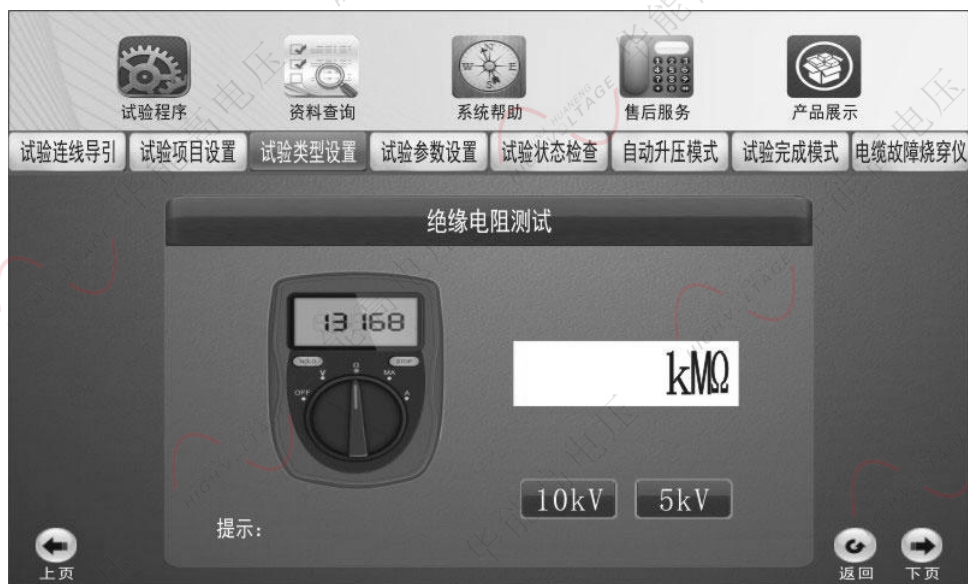 试验程序
资料查询
系统帮助
售后服务
产品展示
试验连线导引
试验项目设置
试验类型设置
试验参数设置
试验状态检查
自动升压模式
试验完成模式
电缆故障烧穿仪
绝缘电阻测试
13168
HOLD
STOP
OFF
V
Ω
MA
A
kMΩ
10kV
5kV
提示:
上页
返回
下页